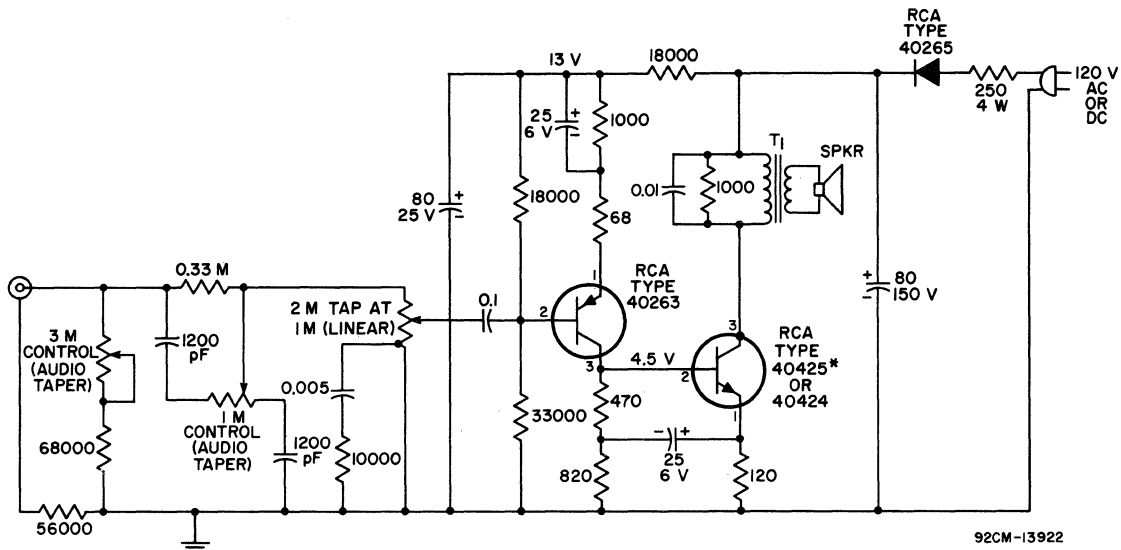 RCA
TYPE
40265
13 V
18000
250
4 W
120 V
AC
OR
DC
25
6 V
+
-
1000
T1
SPKR
0.01
1000
18000
80
25 V
+
-
68
0.33 M
1
RCA
TYPE
40263
2 M TAP AT
1 M (LINEAR)
0.1
2
+
-
80
150 V
3 M
CONTROL
(AUDIO
TAPER)
1200
pF
3
4.5 V
2
3
RCA
TYPE
40425*
OR
40424
1
0.005
1 M
CONTROL
(AUDIO
TAPER)
33000
470
68000
1200
pF
10000
- +
25
6 V
820
120
56000
92CM-13922